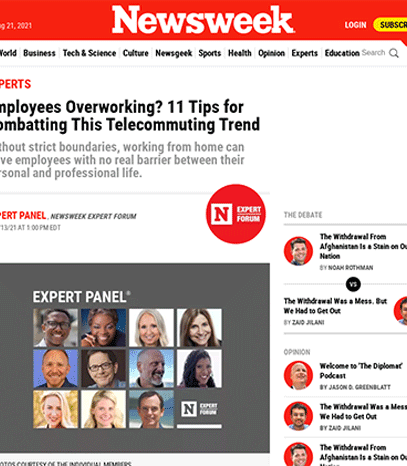 ug 21, 2021
Newsweek
LOGIN
SUBSC
World Business Tech & Science Culture Newsgeek Sports Health Opinion Experts Education Search
XPERTS
mployees Overworking? 11 Tips for
ombatting This Telecommuting Trend
ithout strict boundaries, working from home can
ave employees with no real barrier between their
rsonal and professional life.
PERT PANEL, NEWSWEEK EXPERT FORUM
/13/21 AT 1:00 PM EDT
N EXPERT
FORUM
EXPERT PANEL®
N EXPERT
FORUM
OTOS COURTESY OF THE INDIVIDUAL MEMBERS.
THE DEBATE
The Withdrawal From
Afghanistan Is a Stain on Ou
Nation
BY NOAH ROTHMAN
VS
The Withdrawal Was a Mess. But
We Had to Get Out
BY ZAID JILANI
OPINION
Welcome to 'The Diplomat'
Podcast
BY JASON D. GREENBLATT
The Withdrawal Was a Mess
We Had to Get Out
BY ZAID JILANI
The Withdrawal From
Afghanistan Is a Stain on Ou